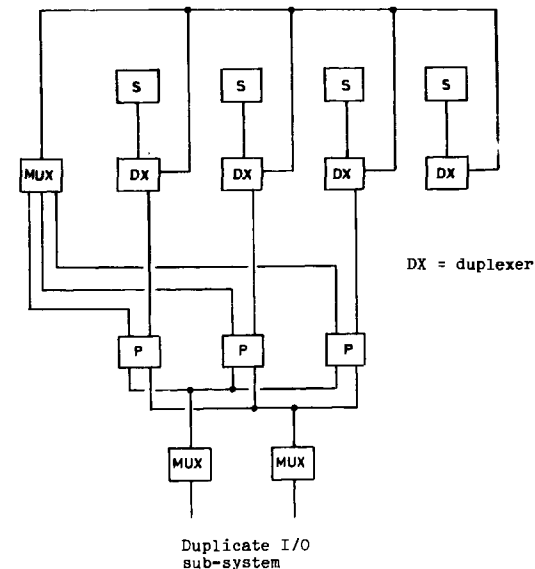 S S S S
MUX DX DX DX DX
DX = duplexer
P P P
MUX MUX
Duplicate I/O
sub-system